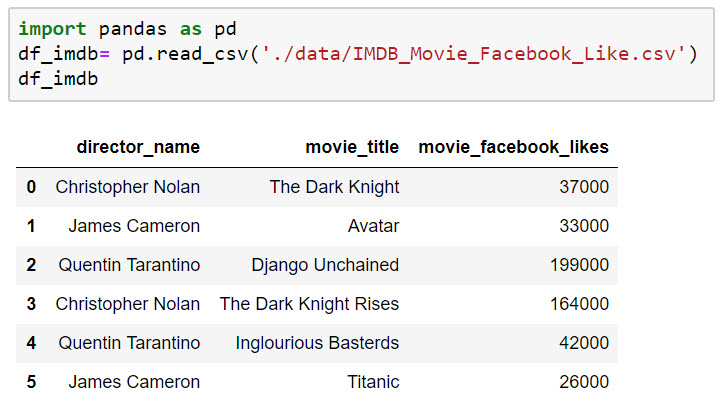 import pandas as pd
df_imdb= pd.read_csv('./data/IMDB_Movie_Facebook_Like.csv')
df_imdb
director_name movie_title movie_facebook_likes
0 Christopher Nolan The Dark Knight 37000
1 James Cameron Avatar 33000
2 Quentin Tarantino Django Unchained 199000
3 Christopher Nolan The Dark Knight Rises 164000
4 Quentin Tarantino Inglourious Basterds 42000
5 James Cameron Titanic 26000